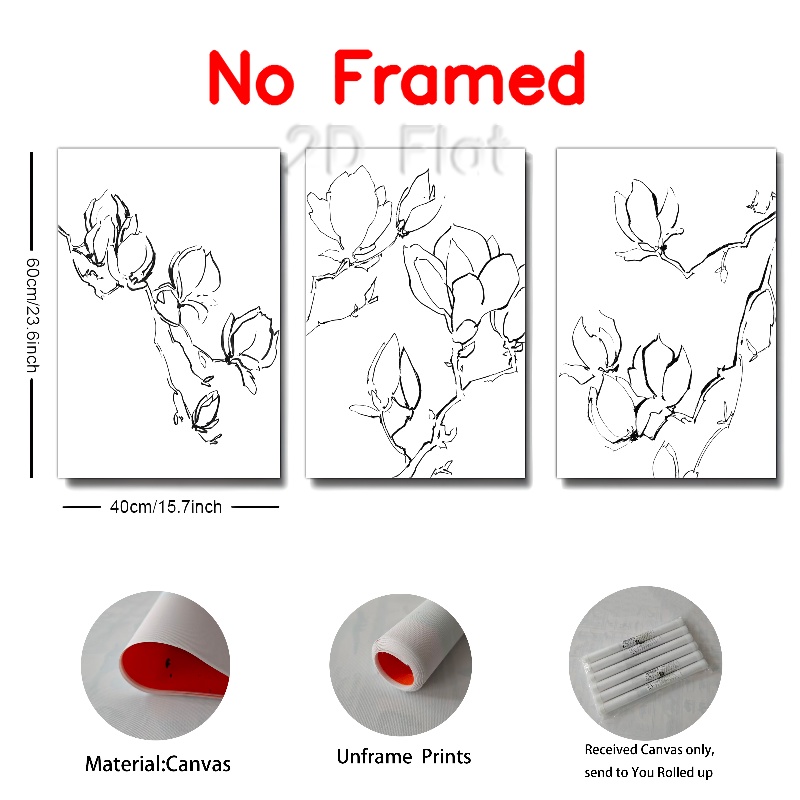 No Framed
2D Flat
60cm/23.6inch
40cm/15.7inch
Material:Canvas
Unframe Prints
Received Canvas only,
send to You Rolled up